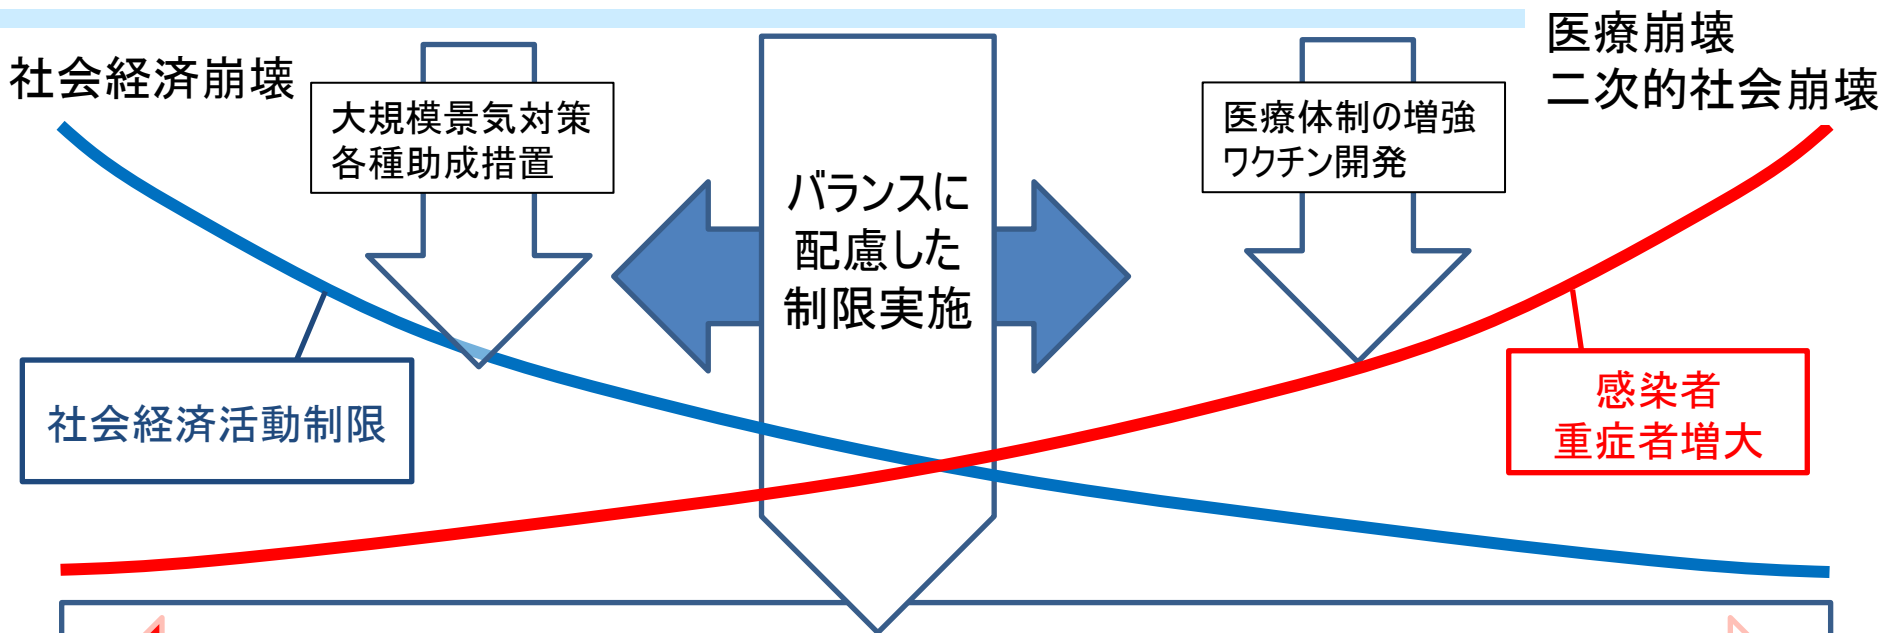 社会経済崩壊
大規模景気対策
各種助成措置
バランスに
配慮した
制限実施
医療体制の増強
ワクチン開発
医療崩壊
二次的社会崩壊
社会経済活動制限
感染者
重症者増大